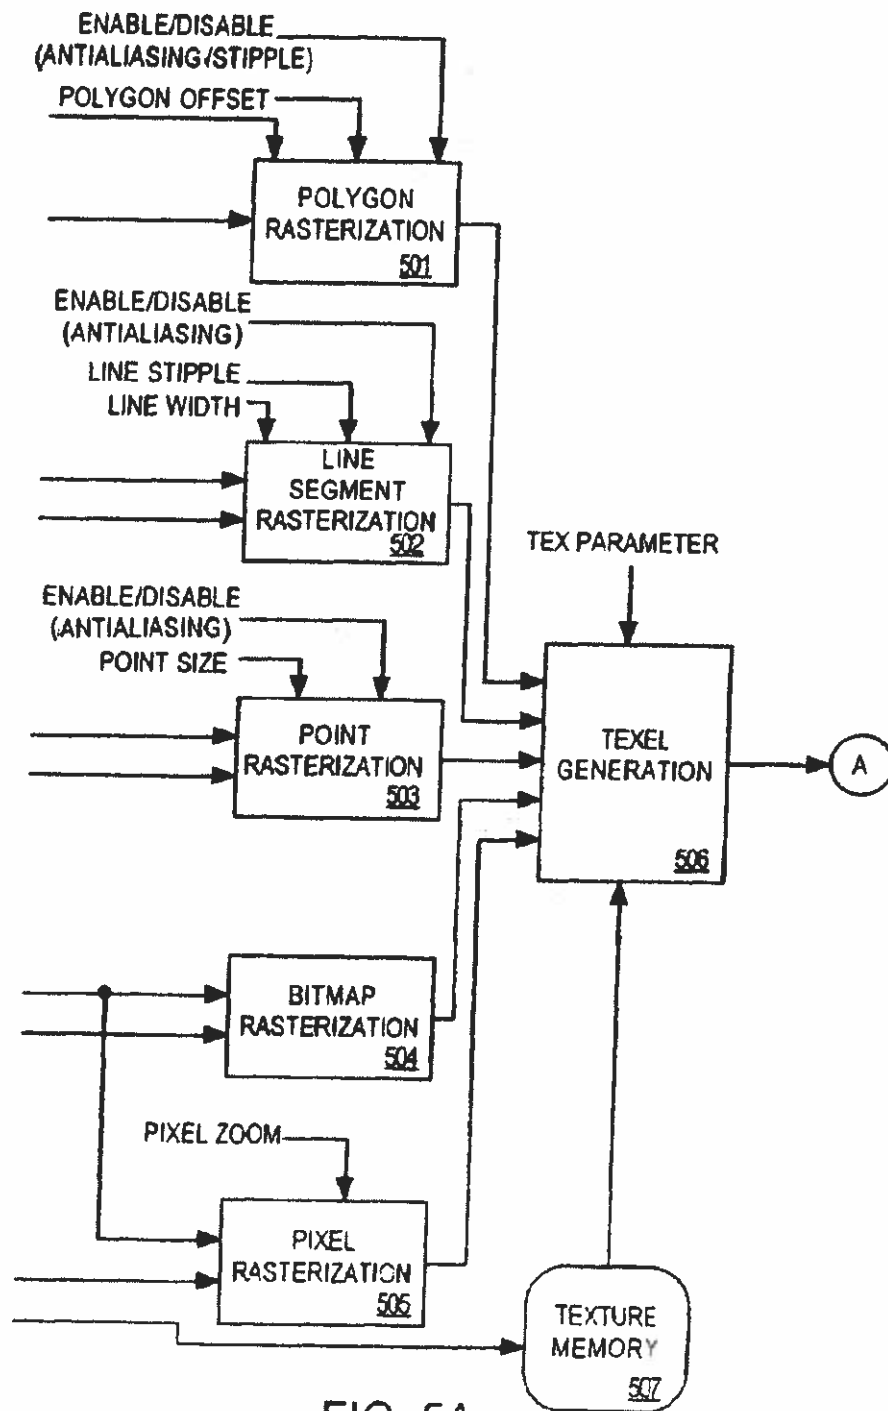 ENABLE/DISABLE
(ANTIALIASING/STIPPLE)
POLYGON OFFSET
POLYGON
RASTERIZATION
501
ENABLE/DISABLE
(ANTIALIASING)
LINE STIPPLE
LINE WIDTH
LINE
SEGMENT
RASTERIZATION
502
TEX PARAMETER
ENABLE/DISABLE
(ANTIALIASING)
POINT SIZE
POINT
RASTERIZATION
503
TEXEL
GENERATION
506
A
BITMAP
RASTERIZATION
504
PIXEL ZOOM
PIXEL
RASTERIZATION
505
TEXTURE
MEMORY
507
FIG. 5A